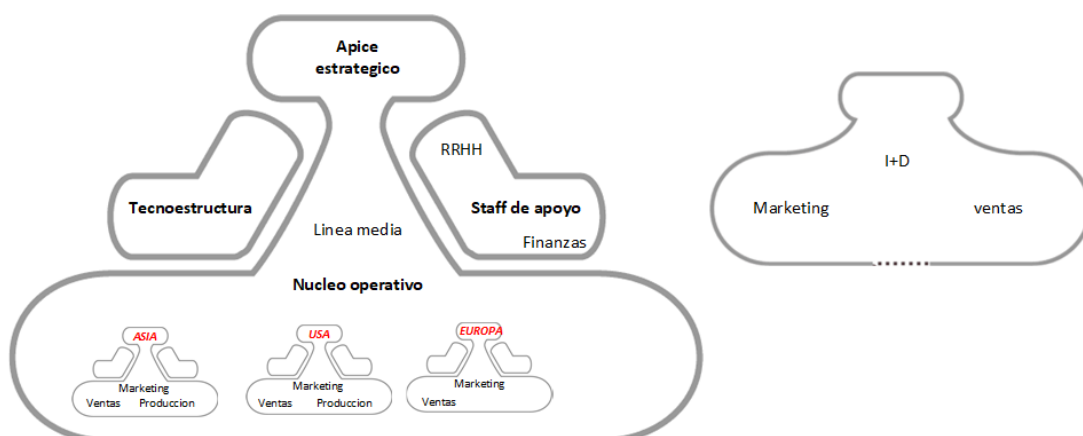 Apice
estrategico
RRHH
Tecnoestructura
Staff de apoyo
Linea media
Finanzas
Nucleo operativo
ASIA
Marketing
Ventas Produccion
USA
Marketing
Ventas Produccion
EUROPA
Marketing
Ventas
I+D
Marketing ventas